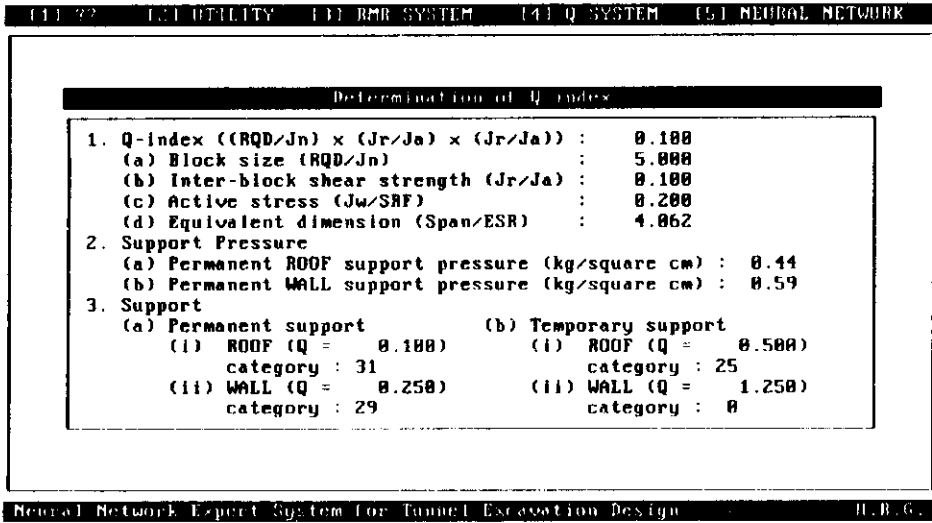 [1] ?? [2] UTILITY [3] RMR SYSTEM [4] Q SYSTEM [5] NEURAL NETWORK
Determination of Q index
1. Q-index ((RQD/Jn) x (Jr/Ja) x (Jr/Ja)) : 0.100
(a) Block size (RQD/Jn) : 5.000
(b) Inter-block shear strength (Jr/Ja) : 0.100
(c) Active stress (Jw/SRF) : 0.200
(d) Equivalent dimension (Span/ESR) : 4.062
2. Support Pressure
(a) Permanent ROOF support pressure (kg/square cm) : 0.44
(b) Permanent WALL support pressure (kg/square cm) : 0.59
3. Support
(a) Permanent support (b) Temporary support
(i) ROOF (Q = 0.100) (i) ROOF (Q = 0.500)
category : 31 category : 25
(ii) WALL (Q = 0.250) (ii) WALL (Q = 1.250)
category : 29 category : 0
Neural Network Expert System for Tunnel Excavation Design H.B.G.